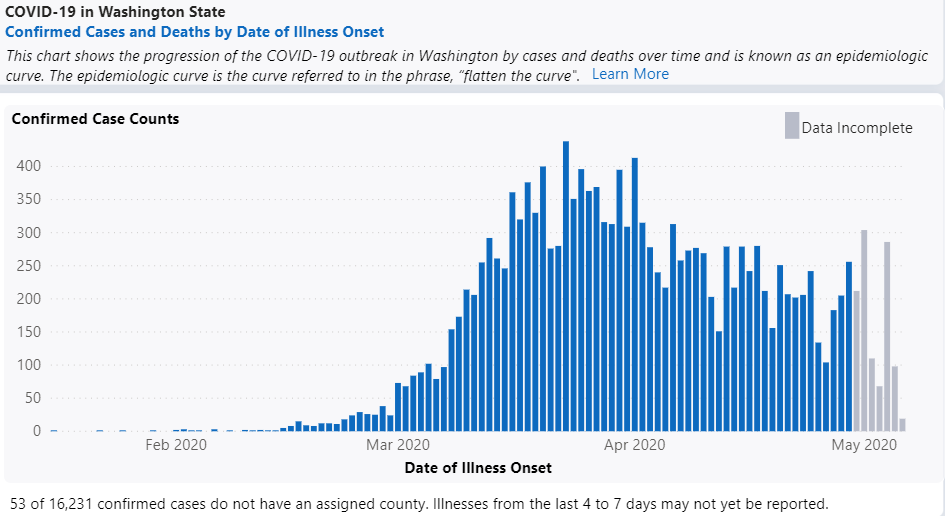 COVID-19 in Washington State
Confirmed Cases and Deaths by Date of Illness Onset
This chart shows the progression of the COVID-19 outbreak in Washington by cases and deaths over time and is known as an epidemiologic
curve. The epidemiologic curve is the curve referred to in the phrase, "flatten the curve". Learn More
Confirmed Case Counts
Data Incomplete
400
350
300
250
200
150
100
50
0
Feb 2020 Mar 2020 Apr 2020 May 2020
Date of Illness Onset
53 of 16,231 confirmed cases do not have an assigned county. Illnesses from the last 4 to 7 days may not yet be reported.